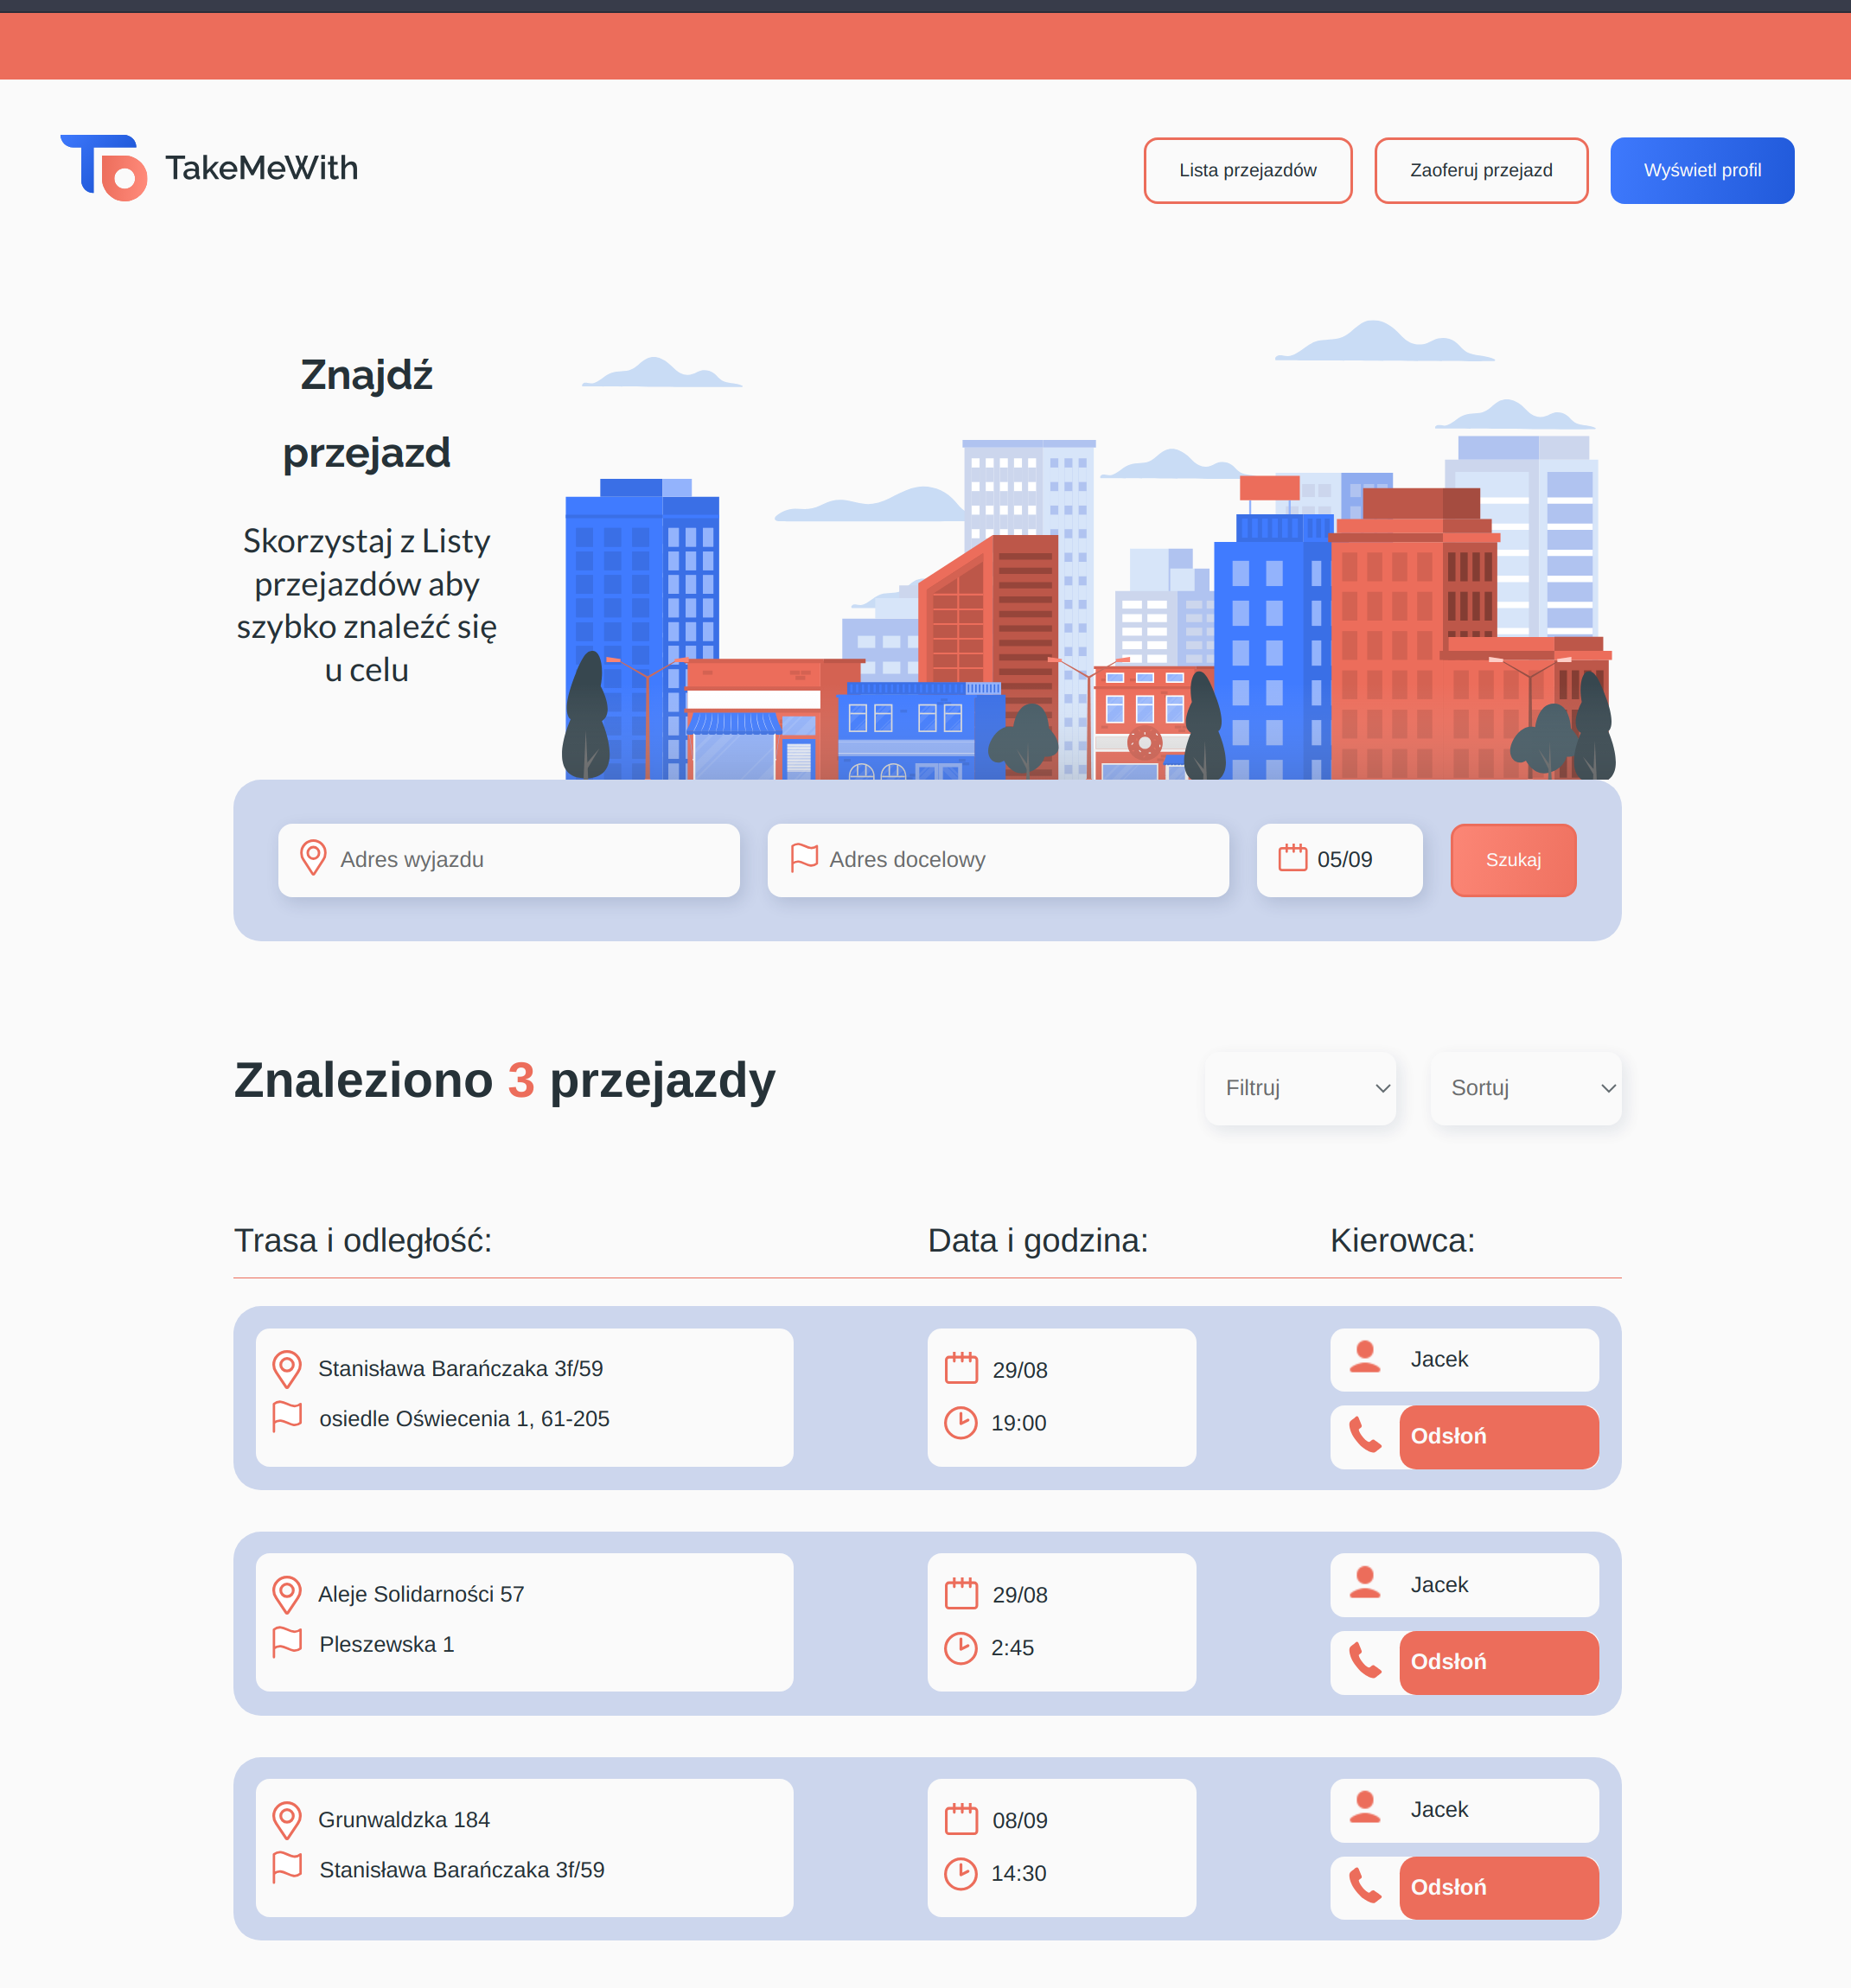 TakeMeWith
Lista przejazdów
Zaoferuj przejazd
Wyświetl profil
Znajdź
przejazd
Skorzystaj z Listy
przejazdów aby
szybko znaleźć się
u celu
Adres wyjazdu
Adres docelowy
05/09
Szukaj
Znaleziono 3 przejazdy
Filtruj
Sortuj
Trasa i odległość:
Data i godzina:
Kierowca:
Stanisława Barańczaka 3f/59
osiedle Oświecenia 1, 61-205
29/08
19:00
Jacek
Odsłoń
Aleje Solidarności 57
Pleszewska 1
29/08
2:45
Jacek
Odsłoń
Grunwaldzka 184
Stanisława Barańczaka 3f/59
08/09
14:30
Jacek
Odsłoń